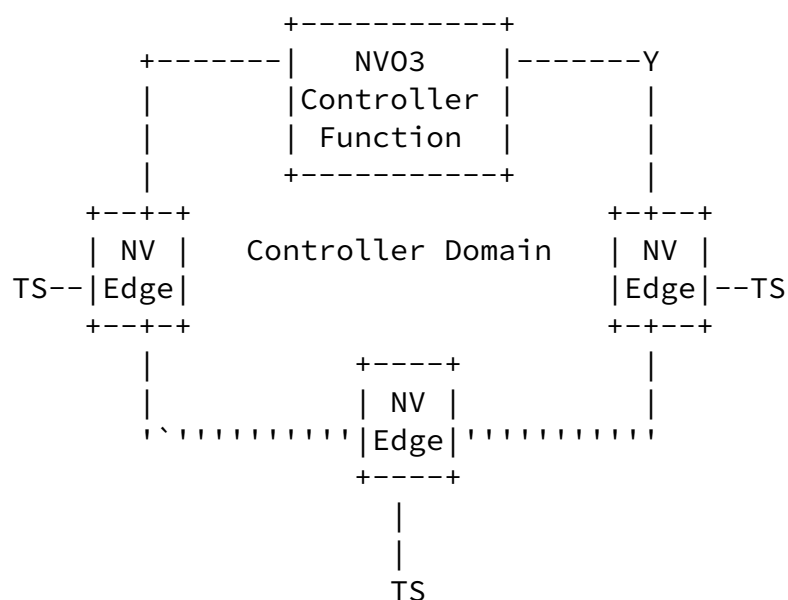 +-----------+
+-------| NVO3 |-------Y
| |Controller | |
| | Function | |
| +-----------+ |
+--+-+ +-+--+
| NV | Controller Domain | NV |
TS--|Edge| |Edge|--TS
+--+-+ +-+--+
| +----+ |
| | NV | |
'`''''''''''|Edge|'''''''''''
+----+
|
|
TS